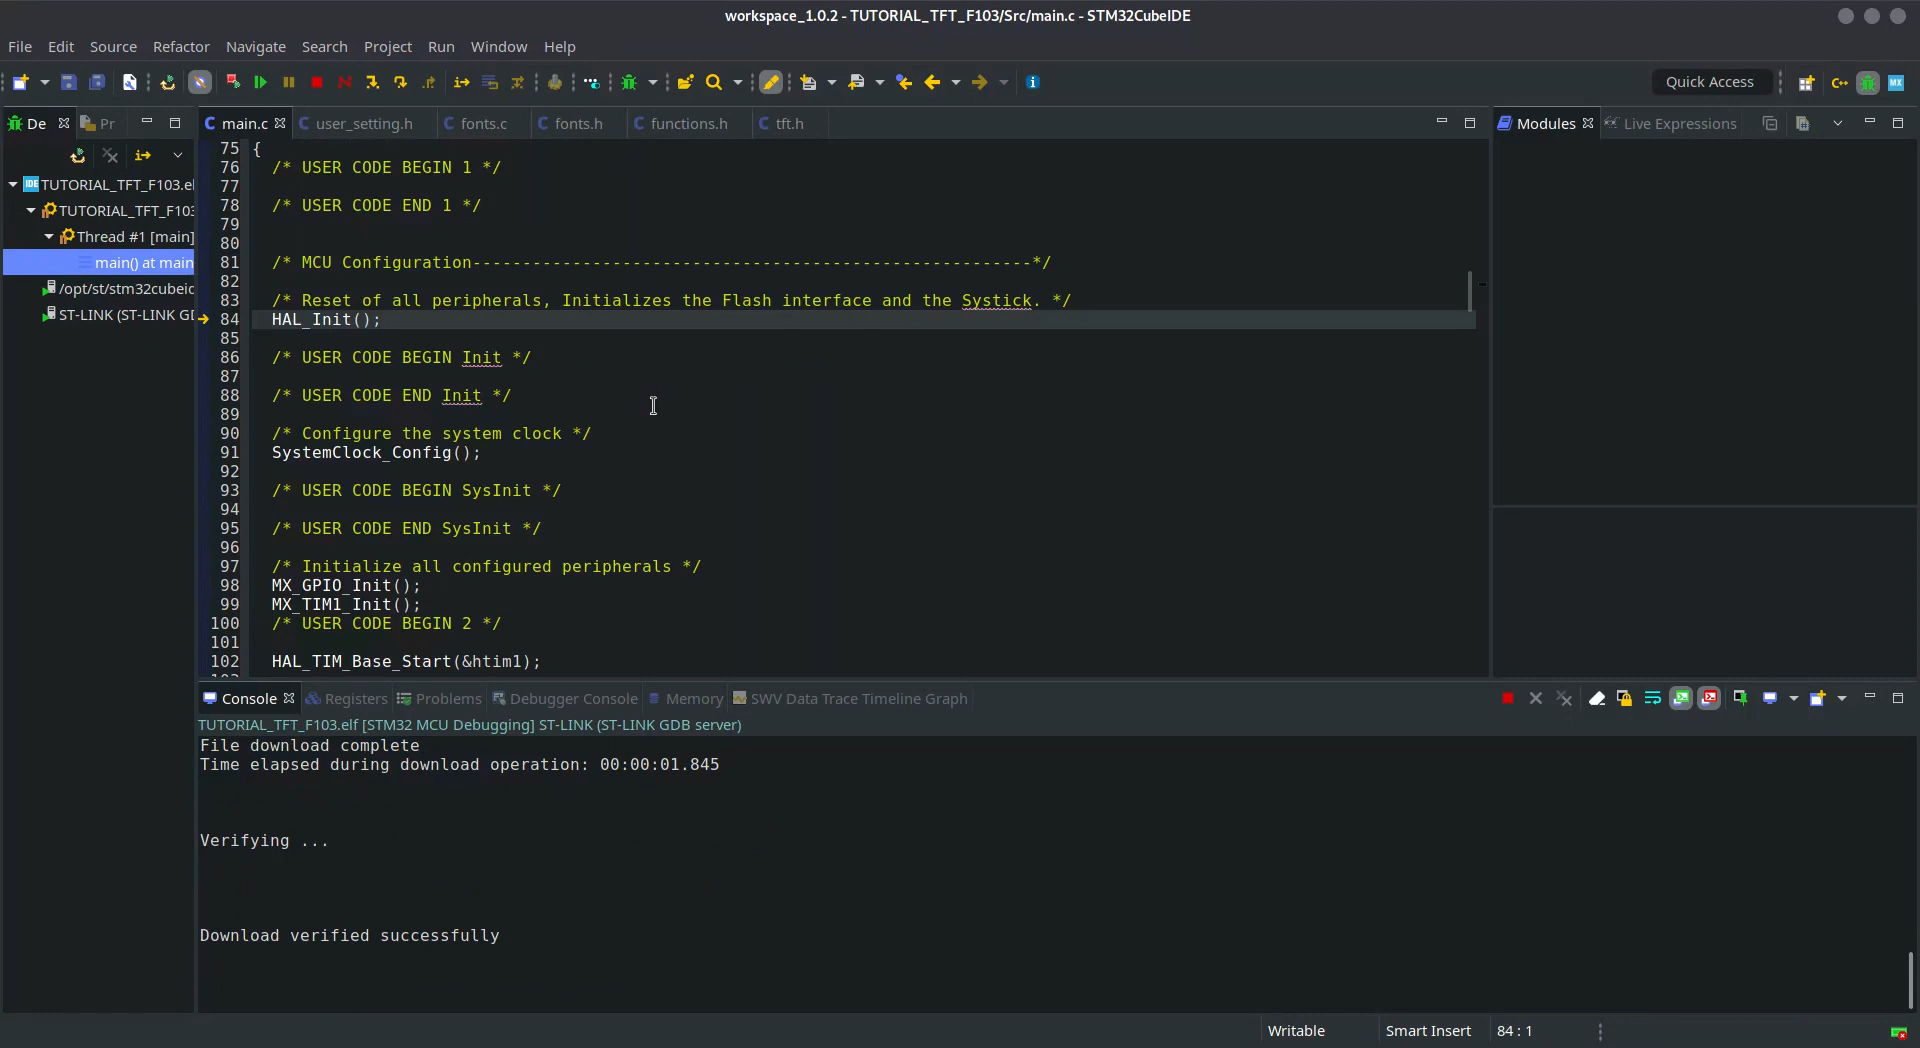 workspace_1.0.2 - TUTORIAL_TFT_F103/Src/main.c - STM32CubeIDE
File Edit Source Refactor Navigate Search Project Run Window Help
Quick Access
De Pr
main.c user_setting.h fonts.c fonts.h functions.h tft.h
Modules Live Expressions
TUTORIAL_TFT_F103.el
TUTORIAL_TFT_F103
Thread #1 [main]
main() at main
/opt/st/stm32cubeid
ST-LINK (ST-LINK GD
75 {
76 /* USER CODE BEGIN 1 */
77
78 /* USER CODE END 1 */
79
80
81 /* MCU Configuration--------------------------------------------------------*/
82
83 /* Reset of all peripherals, Initializes the Flash interface and the Systick. */
84 HAL_Init();
85
86 /* USER CODE BEGIN Init */
87
88 /* USER CODE END Init */
89
90 /* Configure the system clock */
91 SystemClock_Config();
92
93 /* USER CODE BEGIN SysInit */
94
95 /* USER CODE END SysInit */
96
97 /* Initialize all configured peripherals */
98 MX_GPIO_Init();
99 MX_TIM1_Init();
100 /* USER CODE BEGIN 2 */
101
102 HAL_TIM_Base_Start(&htim1);
Console Registers Problems Debugger Console Memory SWV Data Trace Timeline Graph
TUTORIAL_TFT_F103.elf [STM32 MCU Debugging] ST-LINK (ST-LINK GDB server)
File download complete
Time elapsed during download operation: 00:00:01.845
Verifying ...
Download verified successfully
Writable Smart Insert 84 : 1